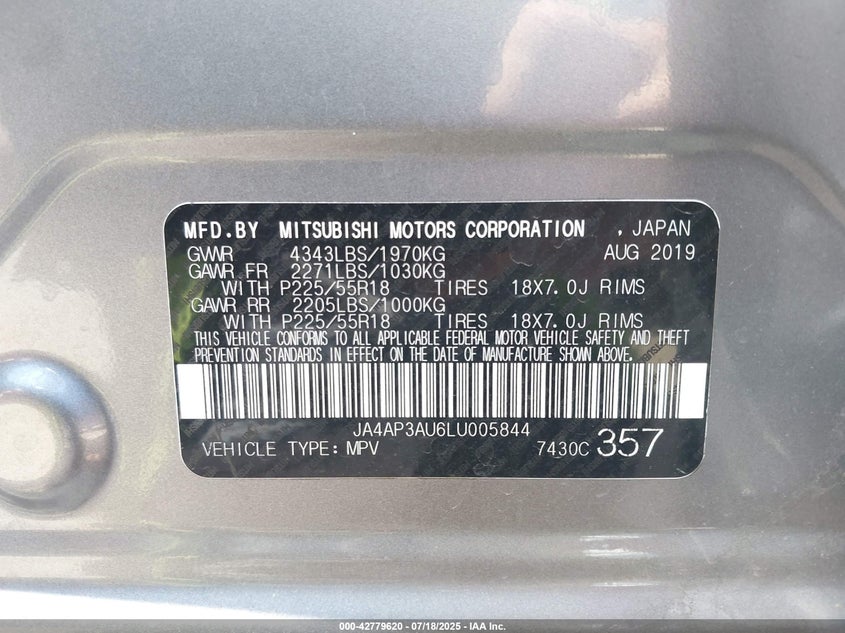 MFD.BY MITSUBISHI MOTORS CORPORATION , JAPAN
GVWR 4343LBS/1970KG AUG 2019
GAWR FR 2271LBS/1030KG
WITH P225/55R18 TIRES 18X7.0J RIMS
GAWR RR 2205LBS/1000KG
WITH P225/55R18 TIRES 18X7.0J RIMS
THIS VEHICLE CONFORMS TO ALL APPLICABLE FEDERAL MOTOR VEHICLE SAFETY AND THEFT
PREVENTION STANDARDS IN EFFECT ON THE DATE OF MANUFACTURE SHOWN ABOVE.
JA4AP3AU6LU005844
VEHICLE TYPE: MPV 7430C 357
000-42779620 - 07/18/2025 - IAA Inc.